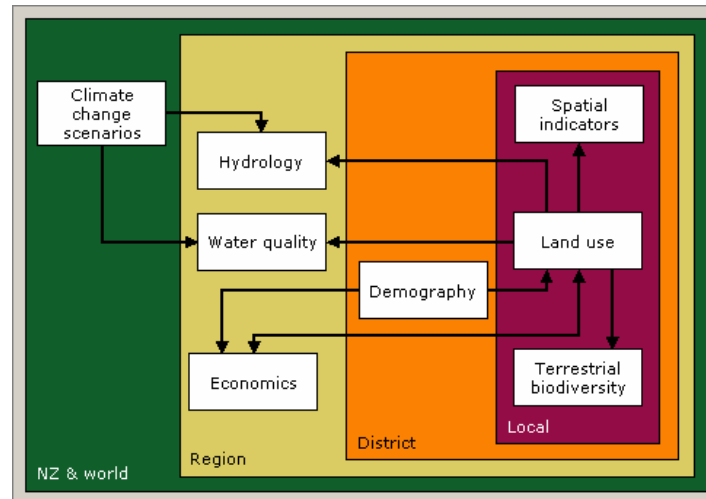 Climate
change
scenarios
Spatial
indicators
Hydrology
Water quality
Land use
Demography
Economics
Terrestrial
biodiversity
Local
District
Region
NZ & world